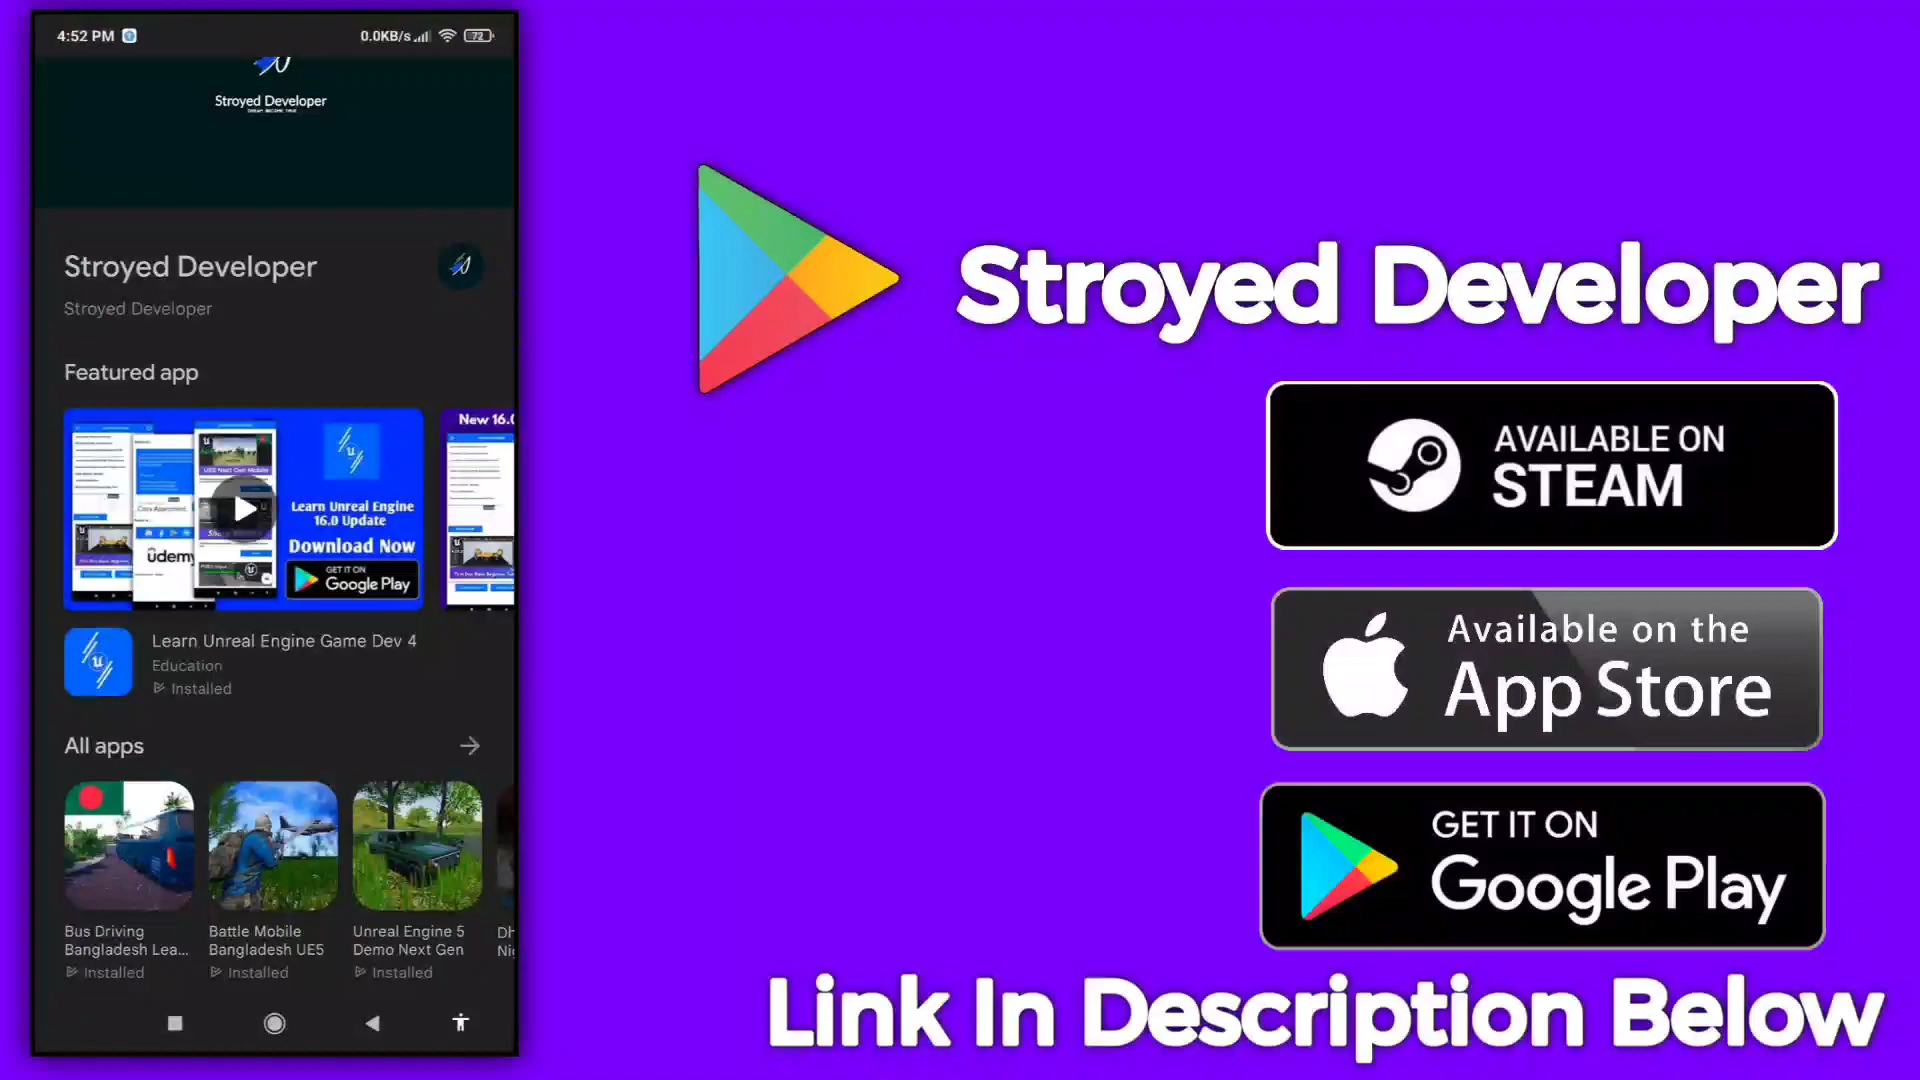 4:52 PM
0.0KB/s
72
Stroyed Developer
Stroyed Developer
Stroyed Developer
Featured app
Learn Unreal Engine
16.0 Update
Download Now
GET IT ON
Google Play
udemy
New 16.0
Learn Unreal Engine Game Dev 4
Education
Installed
All apps
Bus Driving
Bangladesh Lea...
Installed
Battle Mobile
Bangladesh UE5
Installed
Unreal Engine 5
Demo Next Gen
Installed
Dh
Nig
Stroyed Developer
AVAILABLE ON
STEAM
Available on the
App Store
GET IT ON
Google Play
Link In Description Below